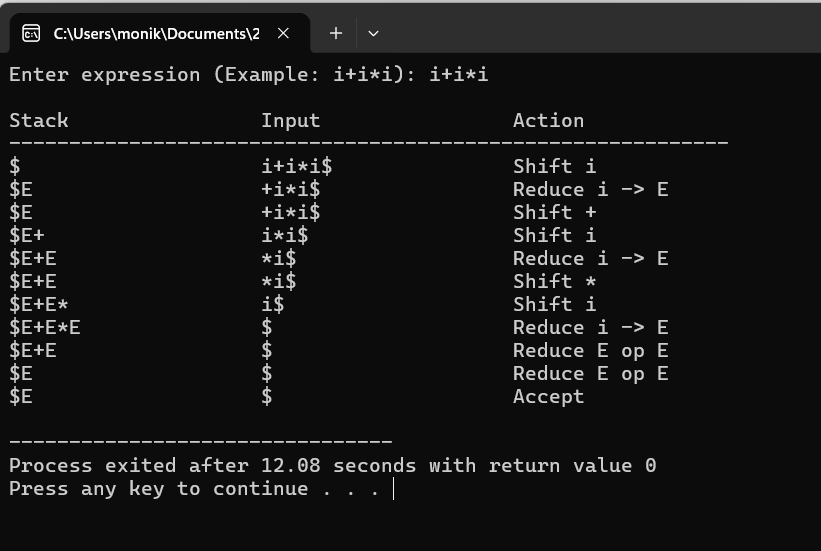 C:\Users\monik\Documents\2
Enter expression (Example: i+i*i): i+i*i
Stack Input Action
----------------------------------------------------------
$ i+i*i$ Shift i
$E +i*i$ Reduce i -> E
$E +i*i$ Shift +
$E+ i*i$ Shift i
$E+E *i$ Reduce i -> E
$E+E *i$ Shift *
$E+E* i$ Shift i
$E+E*E $ Reduce i -> E
$E+E $ Reduce E op E
$E $ Reduce E op E
$E $ Accept
--------------------------------
Process exited after 12.08 seconds with return value 0
Press any key to continue . . .